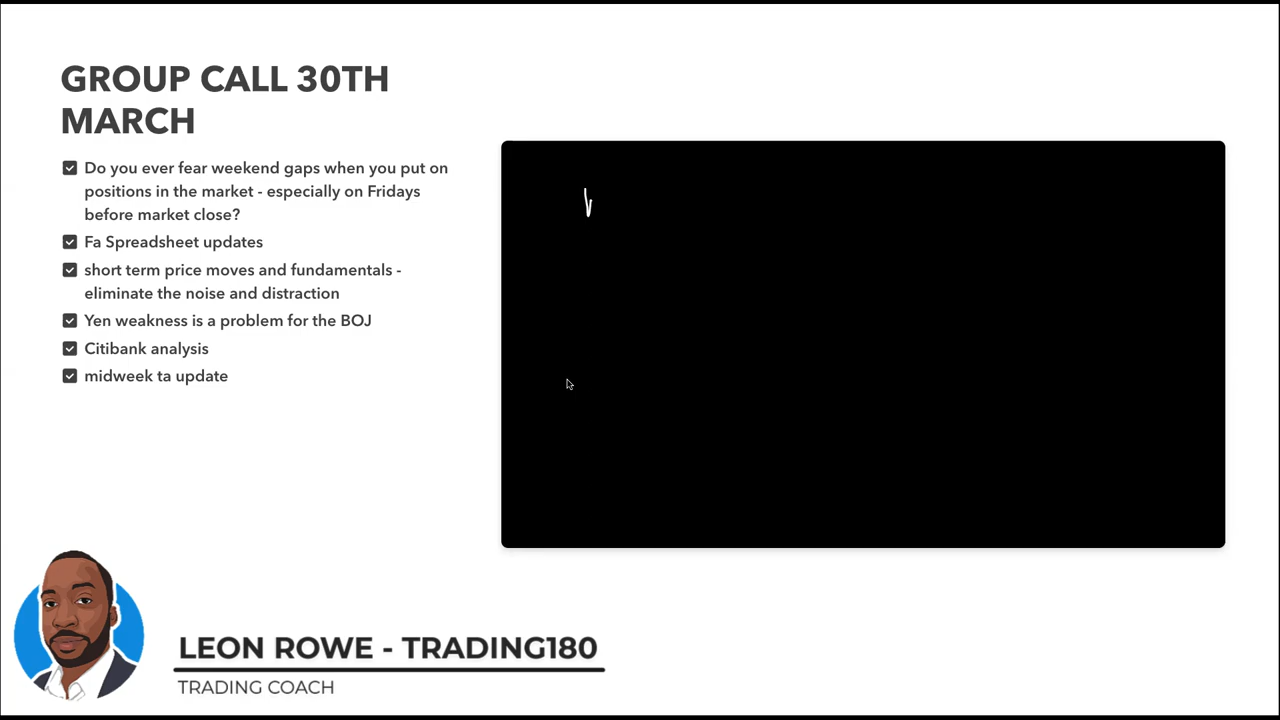 GROUP CALL 30TH
MARCH
Do you ever fear weekend gaps when you put on
positions in the market - especially on Fridays
before market close?
Fa Spreadsheet updates
short term price moves and fundamentals -
eliminate the noise and distraction
Yen weakness is a problem for the BOJ
Citibank analysis
midweek ta update
LEON ROWE - TRADING180
TRADING COACH